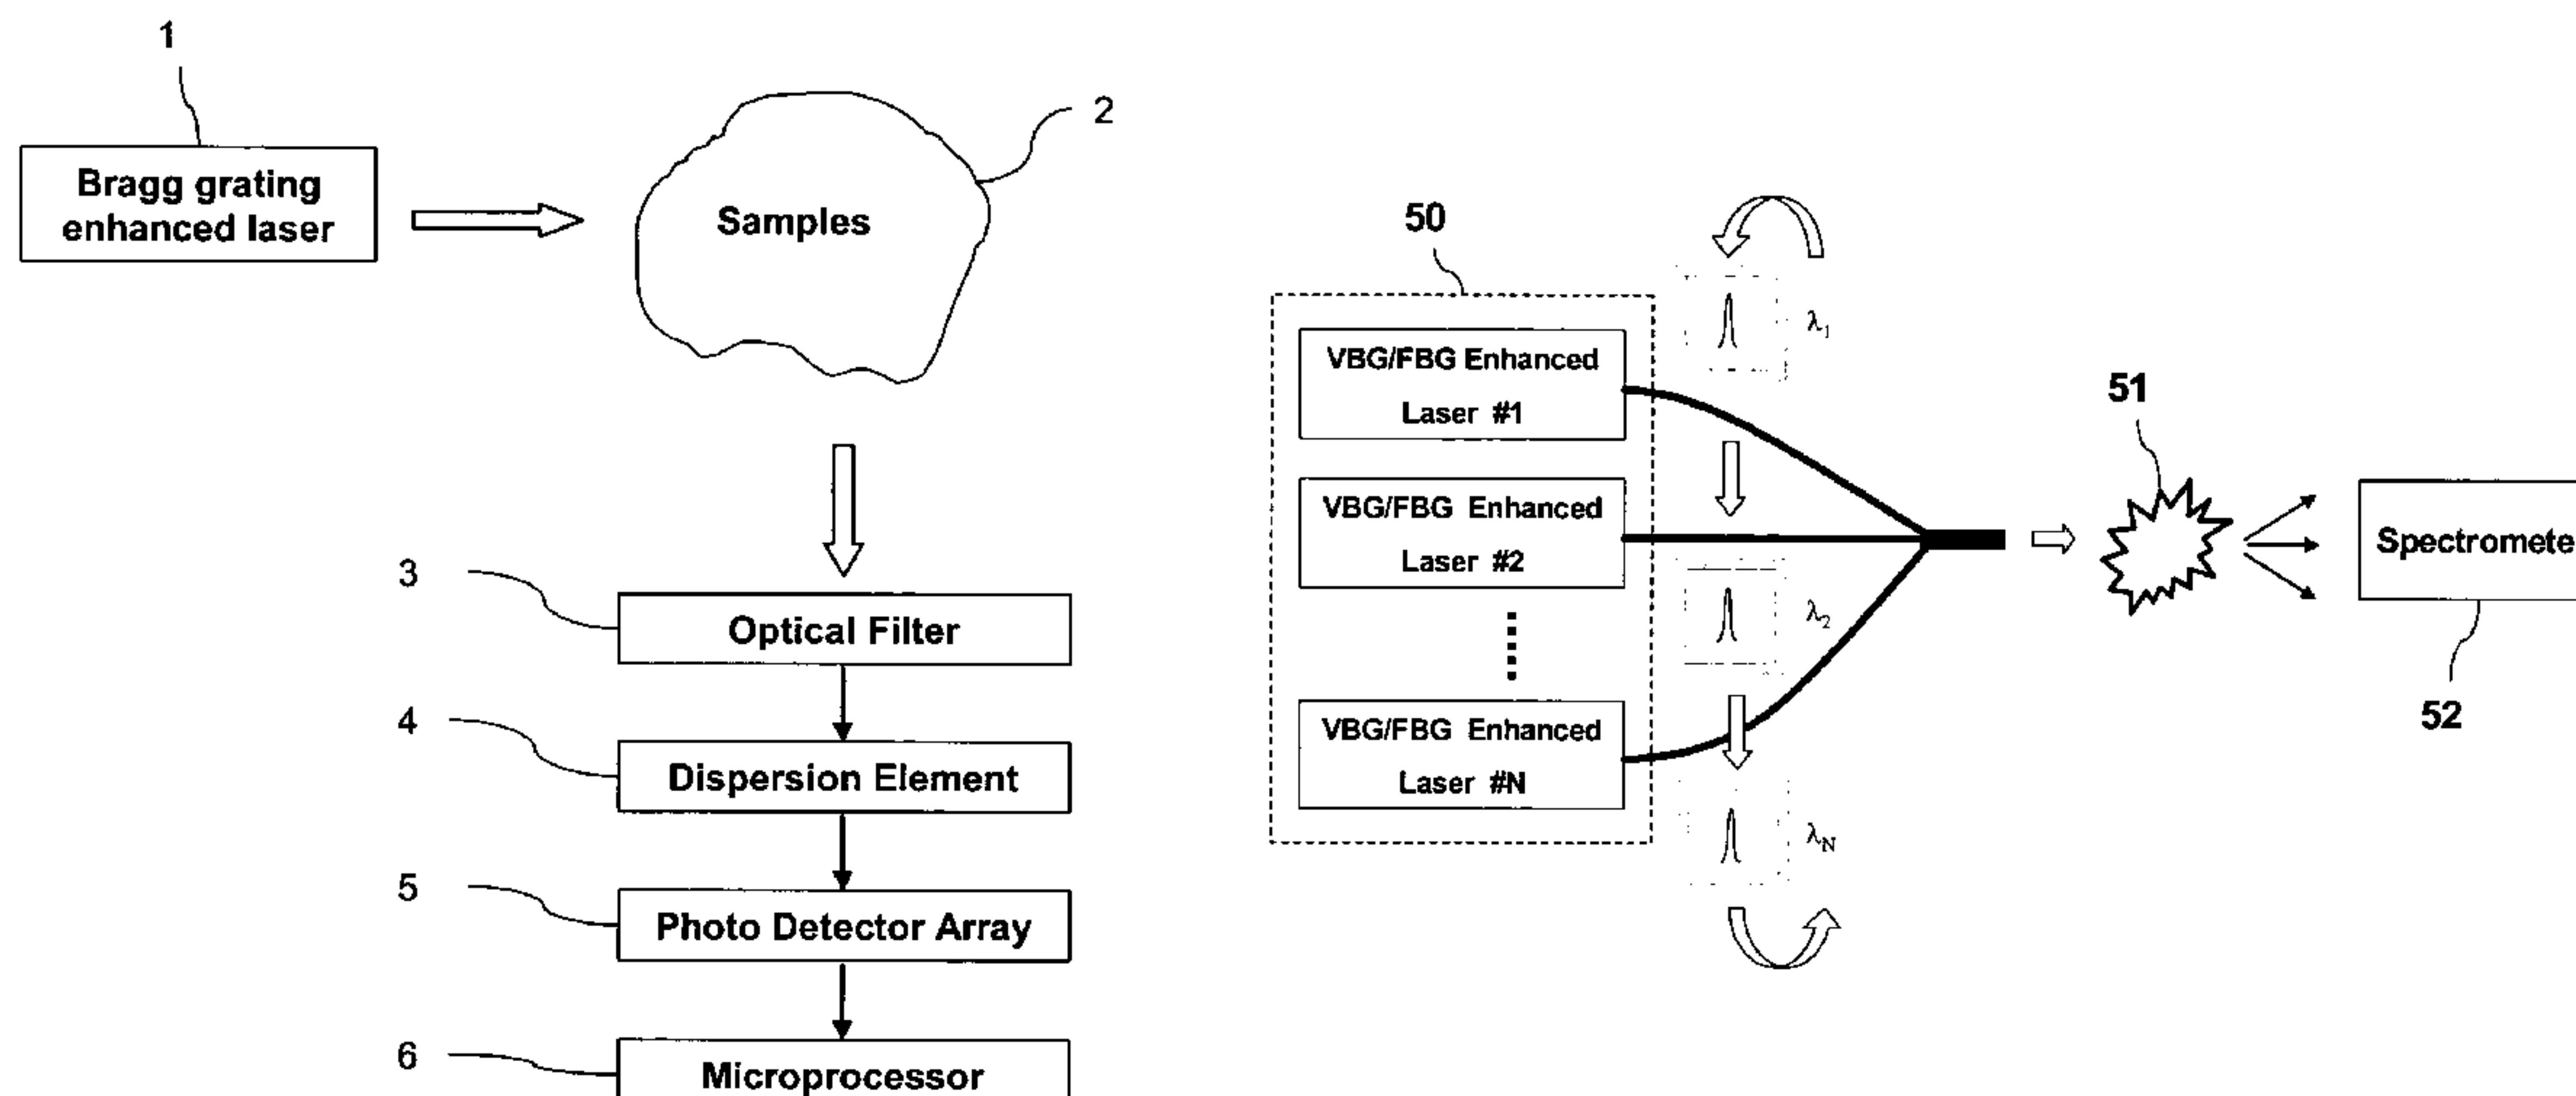 1
Bragg grating
enhanced laser
2
Samples
3
Optical Filter
4
Dispersion Element
5
Photo Detector Array
6
Microprocessor
50
VBG/FBG Enhanced
Laser #1
VBG/FBG Enhanced
Laser #2
VBG/FBG Enhanced
Laser #N
λ1
λ2
λN
51
Spectromete
52